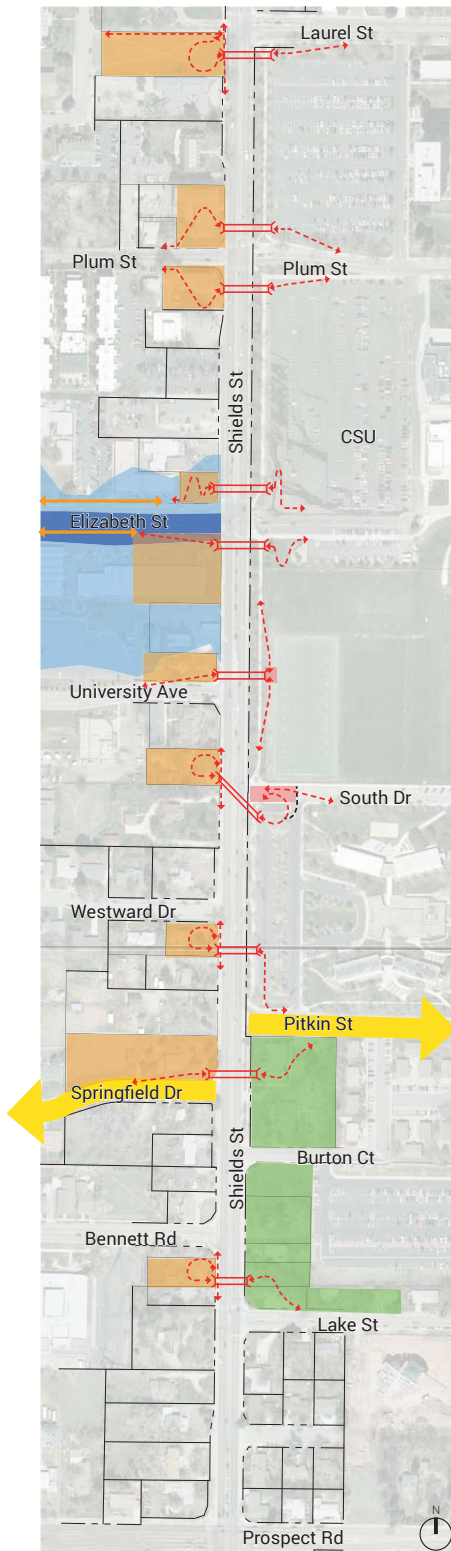 Laurel St
Plum St
Plum St
Shields St
CSU
Elizabeth St
University Ave
South Dr
Westward Dr
Pitkin St
Springfield Dr
Burton Ct
Shields St
Bennett Rd
Lake St
N
Prospect Rd